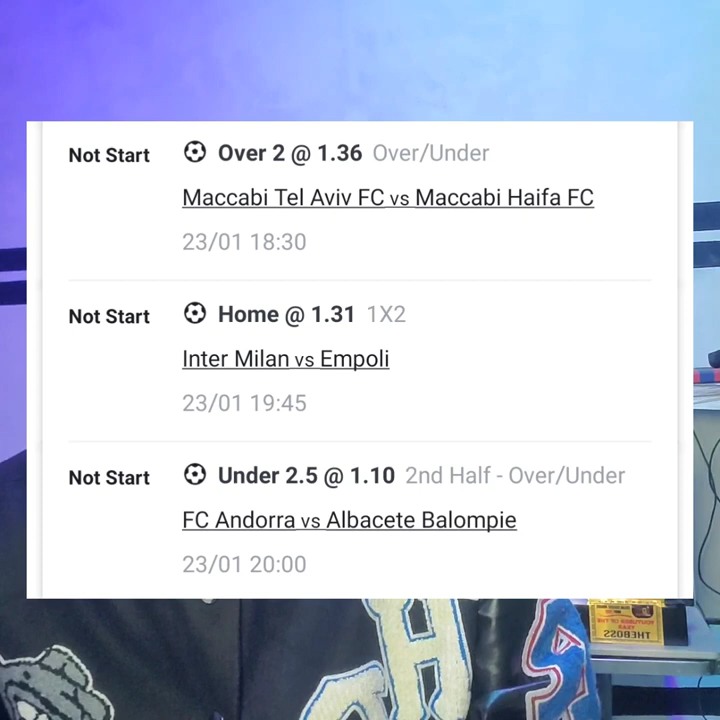 Not Start
Over 2 @ 1.36 Over/Under
Maccabi Tel Aviv FC vs Maccabi Haifa FC
23/01 18:30
Not Start
Home @ 1.31 1X2
Inter Milan vs Empoli
23/01 19:45
Not Start
Under 2.5 @ 1.10 2nd Half - Over/Under
FC Andorra vs Albacete Balompie
23/01 20:00
THEBOSS